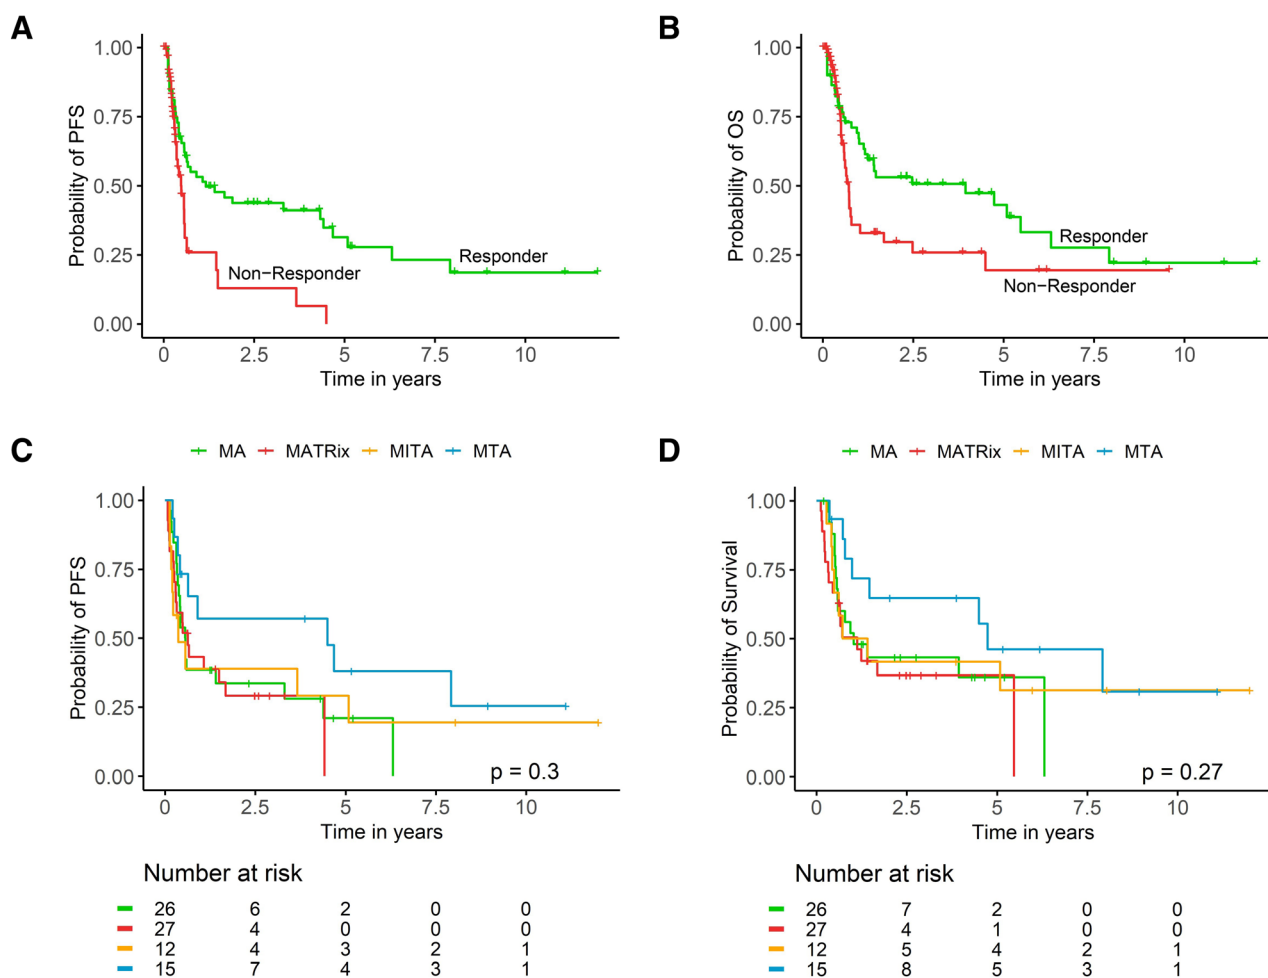 A
1.00
0.75
0.50
0.25
0.00
Probability of PFS
Responder
Non−Responder
0 2.5 5 7.5 10
Time in years
B
1.00
0.75
0.50
0.25
0.00
Probability of OS
Responder
Non−Responder
0 2.5 5 7.5 10
Time in years
C
MA MATRix MITA MTA
1.00
0.75
0.50
0.25
0.00
Probability of PFS
p = 0.3
0 2.5 5 7.5 10
Time in years
Number at risk
26 6 2 0 0
27 4 0 0 0
12 4 3 2 1
15 7 4 3 1
D
MA MATRix MITA MTA
1.00
0.75
0.50
0.25
0.00
Probability of Survival
p = 0.27
0 2.5 5 7.5 10
Time in years
Number at risk
26 7 2 0 0
27 4 1 0 0
12 5 4 2 1
15 8 5 3 1